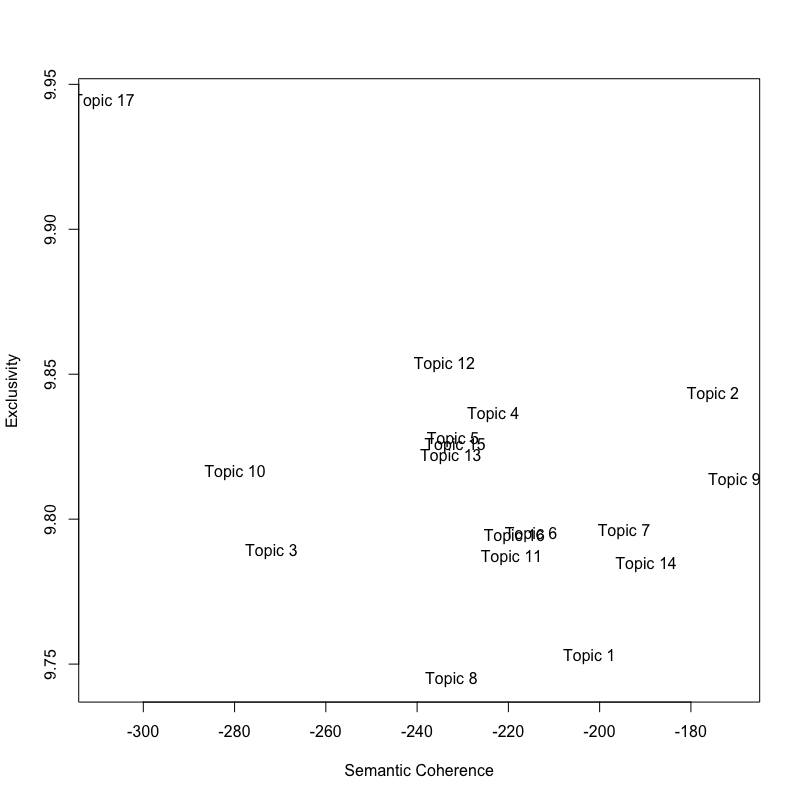 9.95
opic 17
9.90
Topic 12
9.85
Topic 2
Topic 4
Topic 5
Topic 15
Topic 13
Topic 10
Topic 9
9.80
Topic 7
Topic 6
Topic 16
Topic 11
Topic 3
Topic 14
Topic 1
9.75
Topic 8
Exclusivity
-300 -280 -260 -240 -220 -200 -180
Semantic Coherence